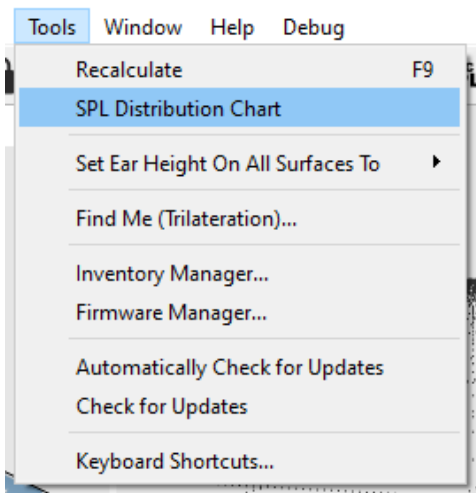 Tools Window Help Debug
Recalculate F9
SPL Distribution Chart
Set Ear Height On All Surfaces To
Find Me (Trilateration)...
Inventory Manager...
Firmware Manager...
Automatically Check for Updates
Check for Updates
Keyboard Shortcuts...